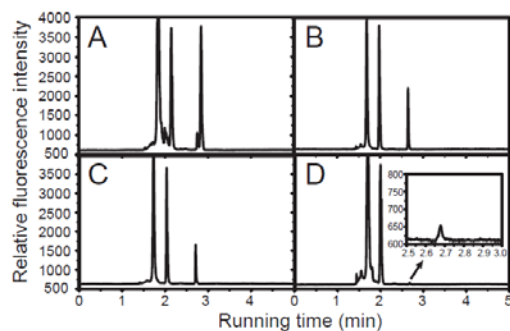 Relative fluorescence intensity
4000
3500
3000
2500
2000
1500
1000
500
A
B
3500
3000
2500
2000
1500
1000
500
C
D
800
750
700
650
600
2.5 2.6 2.7 2.8 2.9 3.0
0 1 2 3 4 0 1 2 3 4 5
Running time (min)